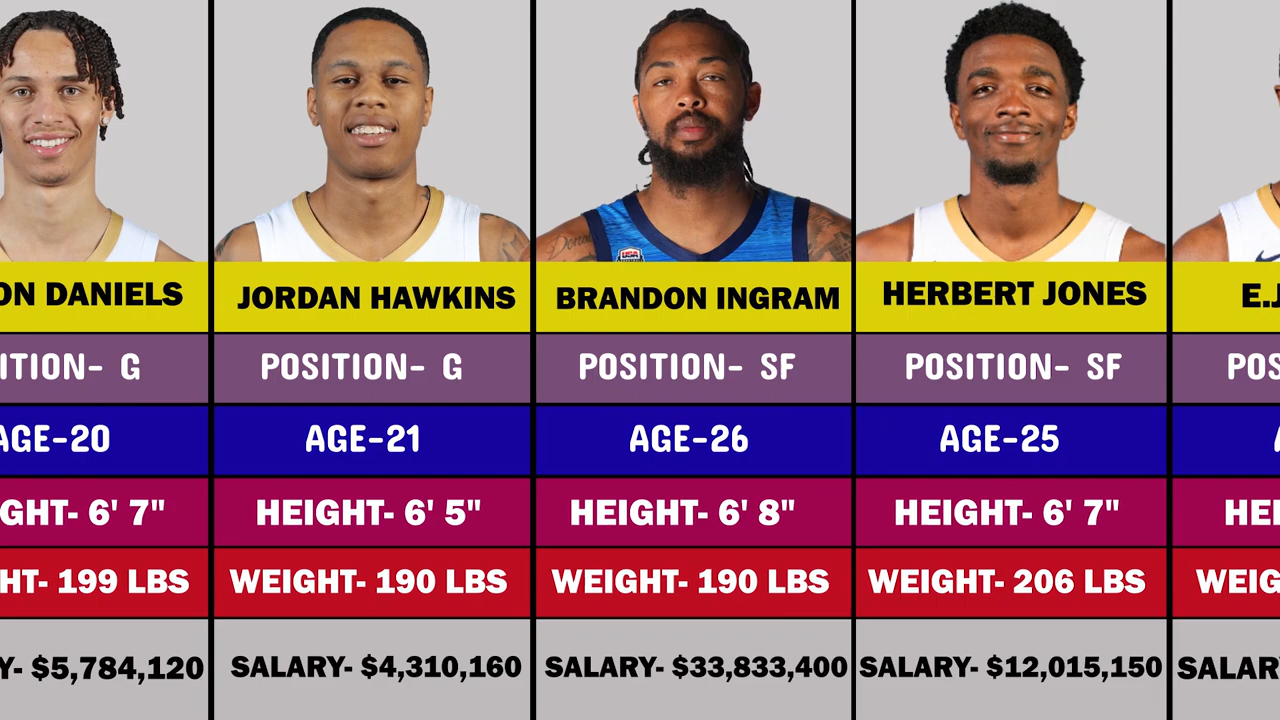 ON DANIELS
ITION- G
AGE-20
GHT- 6' 7"
HT- 199 LBS
Y- $5,784,120
JORDAN HAWKINS
POSITION- G
AGE-21
HEIGHT- 6' 5"
WEIGHT- 190 LBS
SALARY- $4,310,160
USA
BRANDON INGRAM
POSITION- SF
AGE-26
HEIGHT- 6' 8"
WEIGHT- 190 LBS
SALARY- $33,833,400
HERBERT JONES
POSITION- SF
AGE-25
HEIGHT- 6' 7"
WEIGHT- 206 LBS
SALARY- $12,015,150
E.J
POS
HEI
WEIG
SALAR